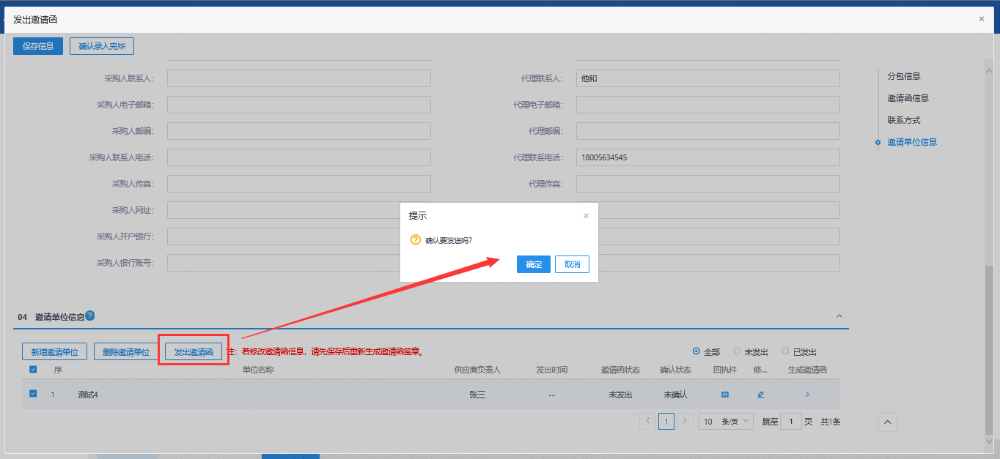 发出邀请函
保存信息 确认录入完毕
采购人联系人: 代理联系人: 他和
采购人电子邮箱: 代理电子邮箱:
采购人邮编: 代理邮编:
采购人联系人电话: 代理联系电话: 18005634545
采购人传真: 代理传真:
采购人网址:
采购人开户银行:
采购人银行账号:
分包信息
邀请函信息
联系方式
邀请单位信息
提示
确认要发送吗?
确定 取消
04 邀请单位信息
新增邀请单位 删除邀请单位 发出邀请函 注: 若修改邀请函信息, 请先保存后重新生成邀请函签章。 全部 未发出 已发出
序 单位名称 供应商负责人 发出时间 邀请函状态 确认状态 回执件 修... 生成邀请函
1 测试4 张三 -- 未发出 未确认
1 10 条/页 跳至 1 页 共1条